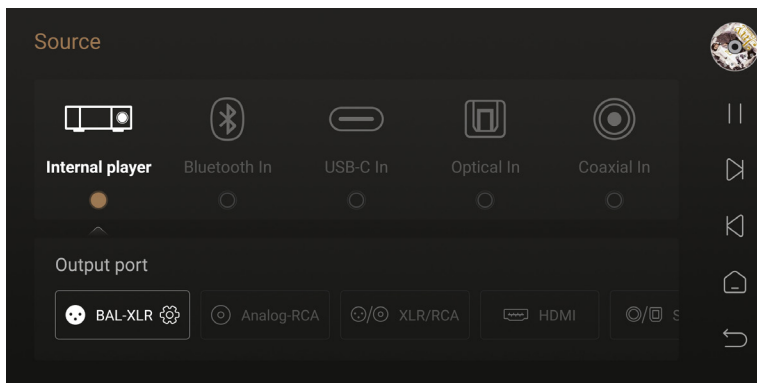 Source
Internal player
Bluetooth In
USB-C In
Optical In
Coaxial In
Output port
BAL-XLR
Analog-RCA
XLR/RCA
HDMI
S